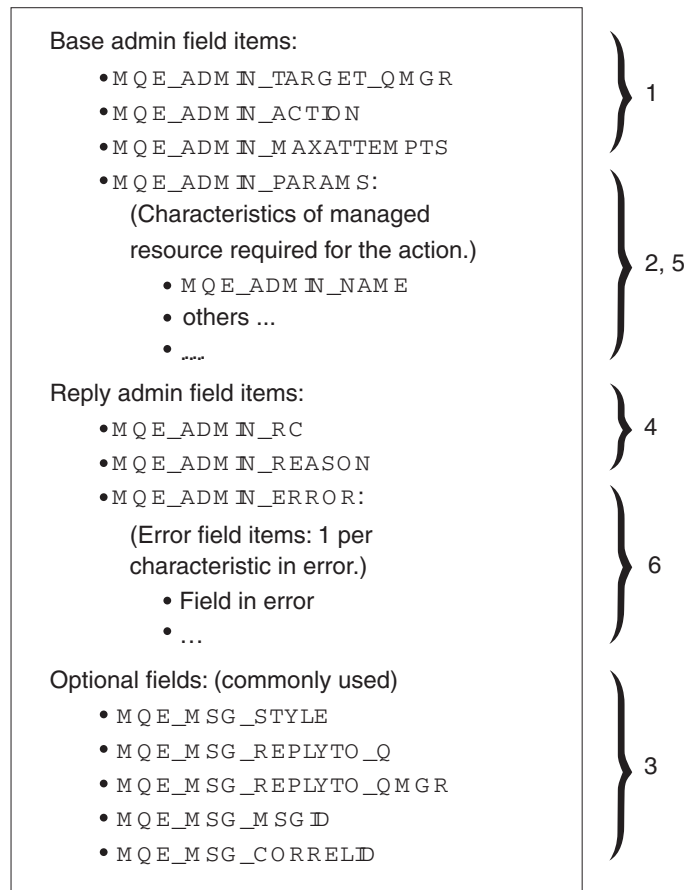 Base admin field items:
• MQE_ADMIN_TARGET_QMGR
• MQE_ADMIN_ACTION
• MQE_ADMIN_MAXATTEMPTS
1
• MQE_ADMIN_PARAMS:
(Characteristics of managed
resource required for the action.)
• MQE_ADMIN_NAME
• others ...
• ....
2, 5
Reply admin field items:
• MQE_ADMIN_RC
• MQE_ADMIN_REASON
4
• MQE_ADMIN_ERROR:
(Error field items: 1 per
characteristic in error.)
• Field in error
• ...
6
Optional fields: (commonly used)
• MQE_MSG_STYLE
• MQE_MSG_REPLYTO_Q
• MQE_MSG_REPLYTO_QMGR
• MQE_MSG_MSGID
• MQE_MSG_CORRELID
3